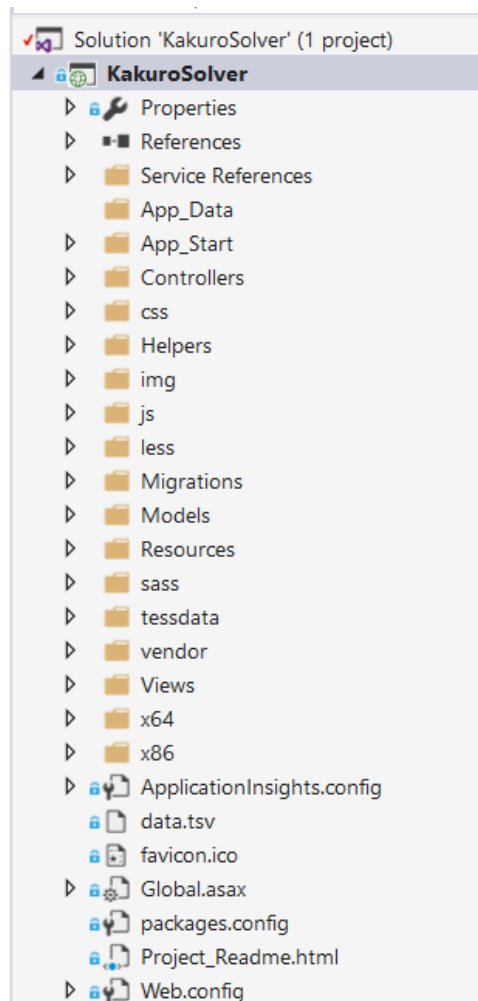 Solution 'KakuroSolver' (1 project)
KakuroSolver
Properties
References
Service References
App_Data
App_Start
Controllers
css
Helpers
img
js
less
Migrations
Models
Resources
sass
tessdata
vendor
Views
x64
x86
ApplicationInsights.config
data.tsv
favicon.ico
Global.asax
packages.config
Project_Readme.html
Web.config